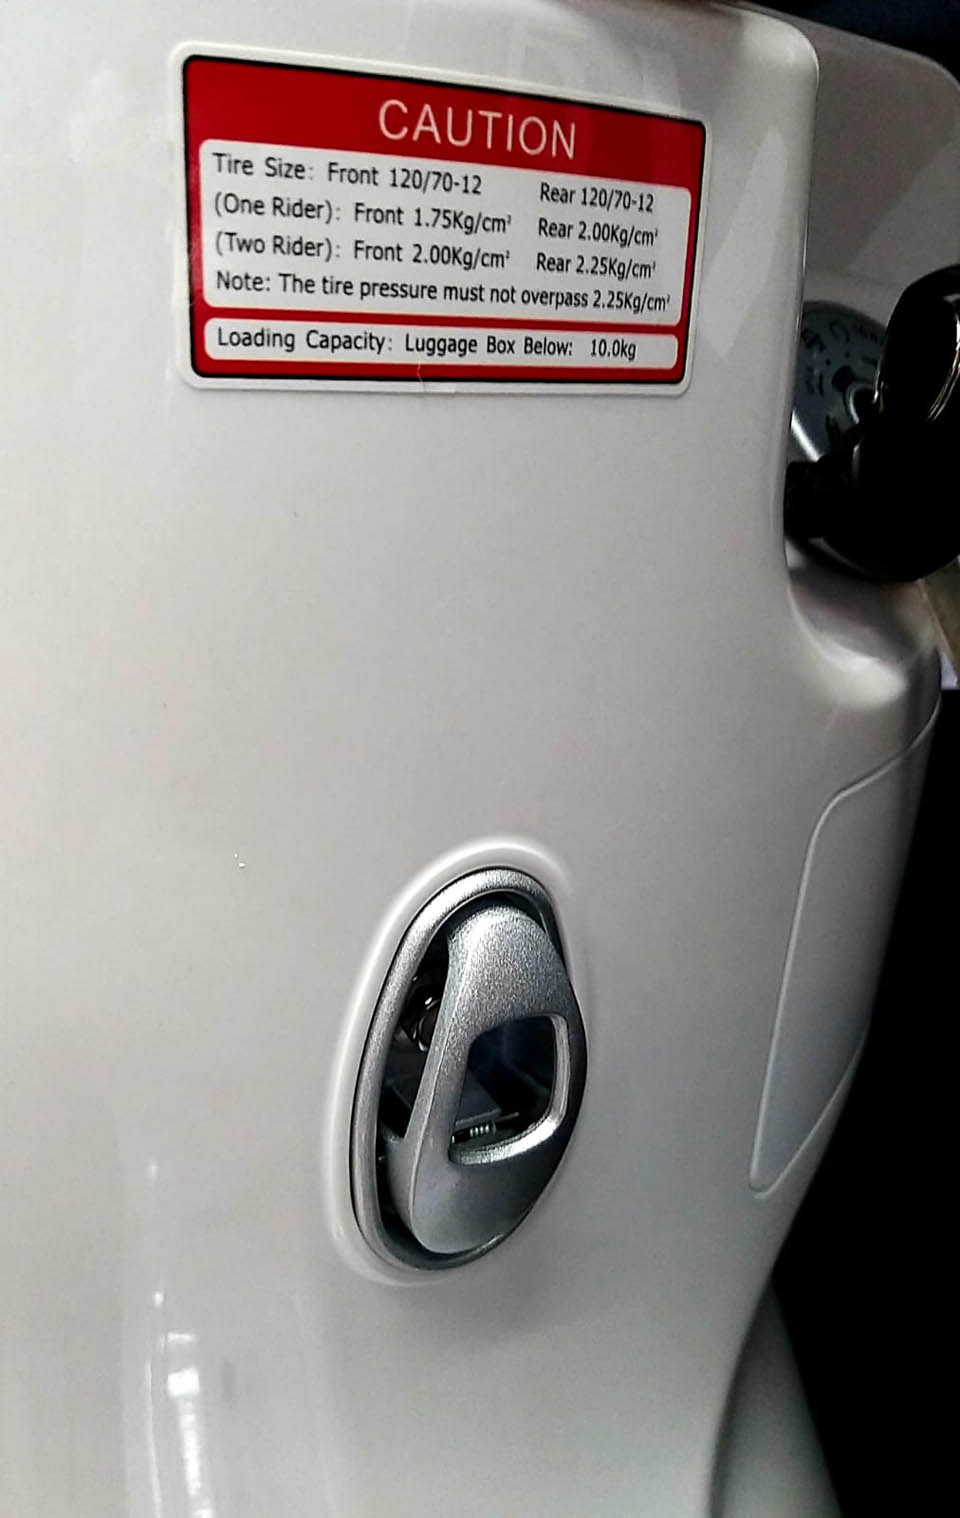 CAUTION
Tire Size: Front 120/70-12 Rear 120/70-12
(One Rider): Front 1.75Kg/cm² Rear 2.00Kg/cm²
(Two Rider): Front 2.00Kg/cm² Rear 2.25Kg/cm²
Note: The tire pressure must not overpass 2.25Kg/cm²
Loading Capacity: Luggage Box Below: 10.0kg